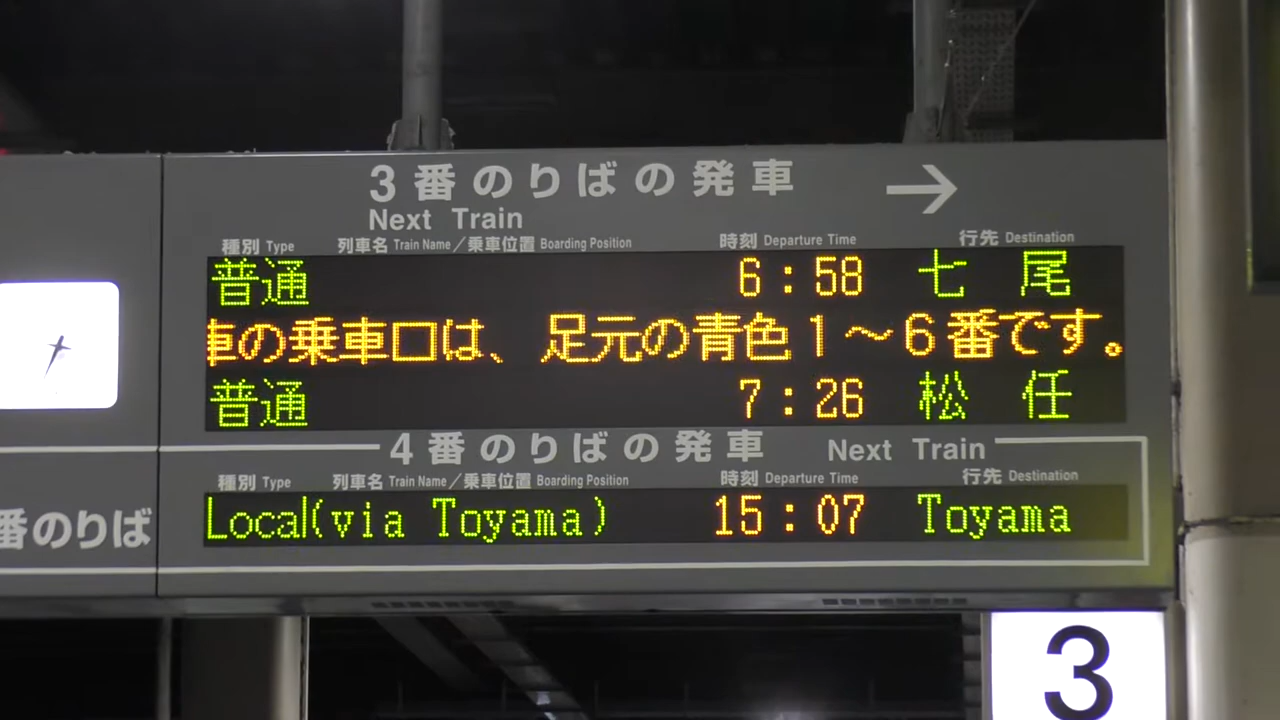 3番のりばの発車 →
Next Train
種別 Type 列車名 Train Name／乗車位置 Boarding Position 時刻 Departure Time 行先 Destination
普通 6:58 七尾
車の乗車口は、足元の青色1～6番です。
普通 7:26 松任
4番のりばの発車 Next Train
種別 Type 列車名 Train Name／乗車位置 Boarding Position 時刻 Departure Time 行先 Destination
Local(via Toyama) 15:07 Toyama
番のりば
3